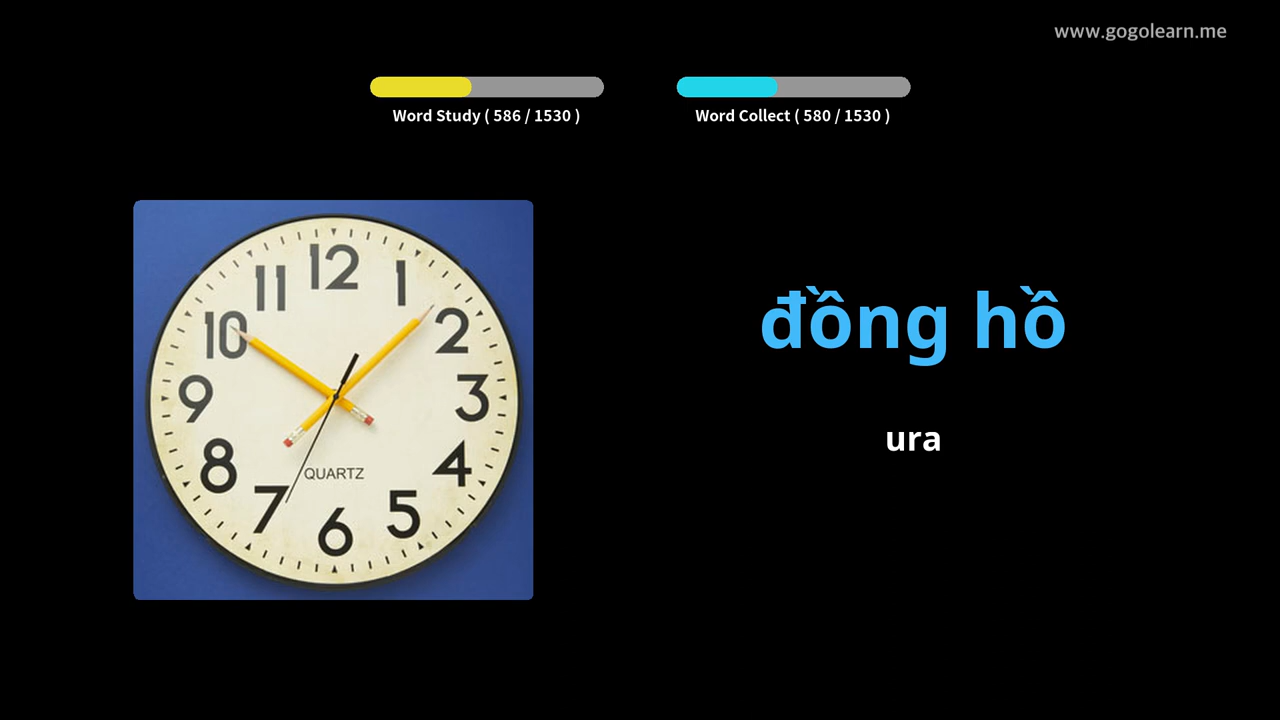 www.gogolearn.me
Word Study ( 586 / 1530 )
Word Collect ( 580 / 1530 )
12
1
2
3
4
5
6
7
8
9
10
11
QUARTZ
đồng hồ
ura